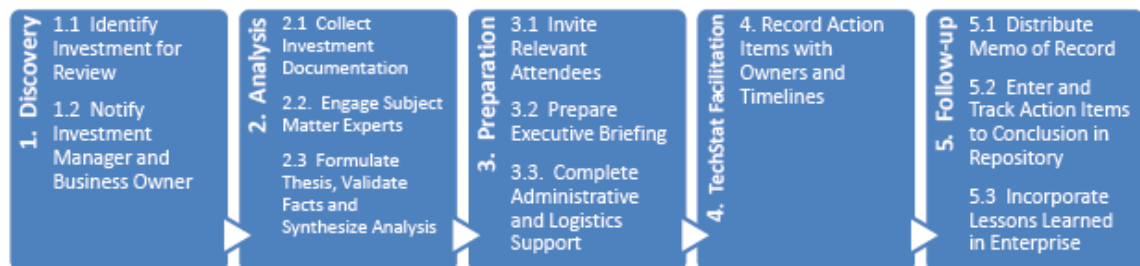 1. Discovery
1.1 Identify
Investment for
Review
1.2 Notify
Investment
Manager and
Business Owner
2. Analysis
2.1 Collect
Investment
Documentation
2.2. Engage Subject
Matter Experts
2.3 Formulate
Thesis, Validate
Facts and
Synthesize Analysis
3. Preparation
3.1 Invite
Relevant
Attendees
3.2 Prepare
Executive Briefing
3.3. Complete
Administrative
and Logistics
Support
4. TechStat Facilitation
4. Record Action
Items with
Owners and
Timelines
5. Follow-up
5.1 Distribute
Memo of Record
5.2 Enter and
Track Action Items
to Conclusion in
Repository
5.3 Incorporate
Lessons Learned
in Enterprise